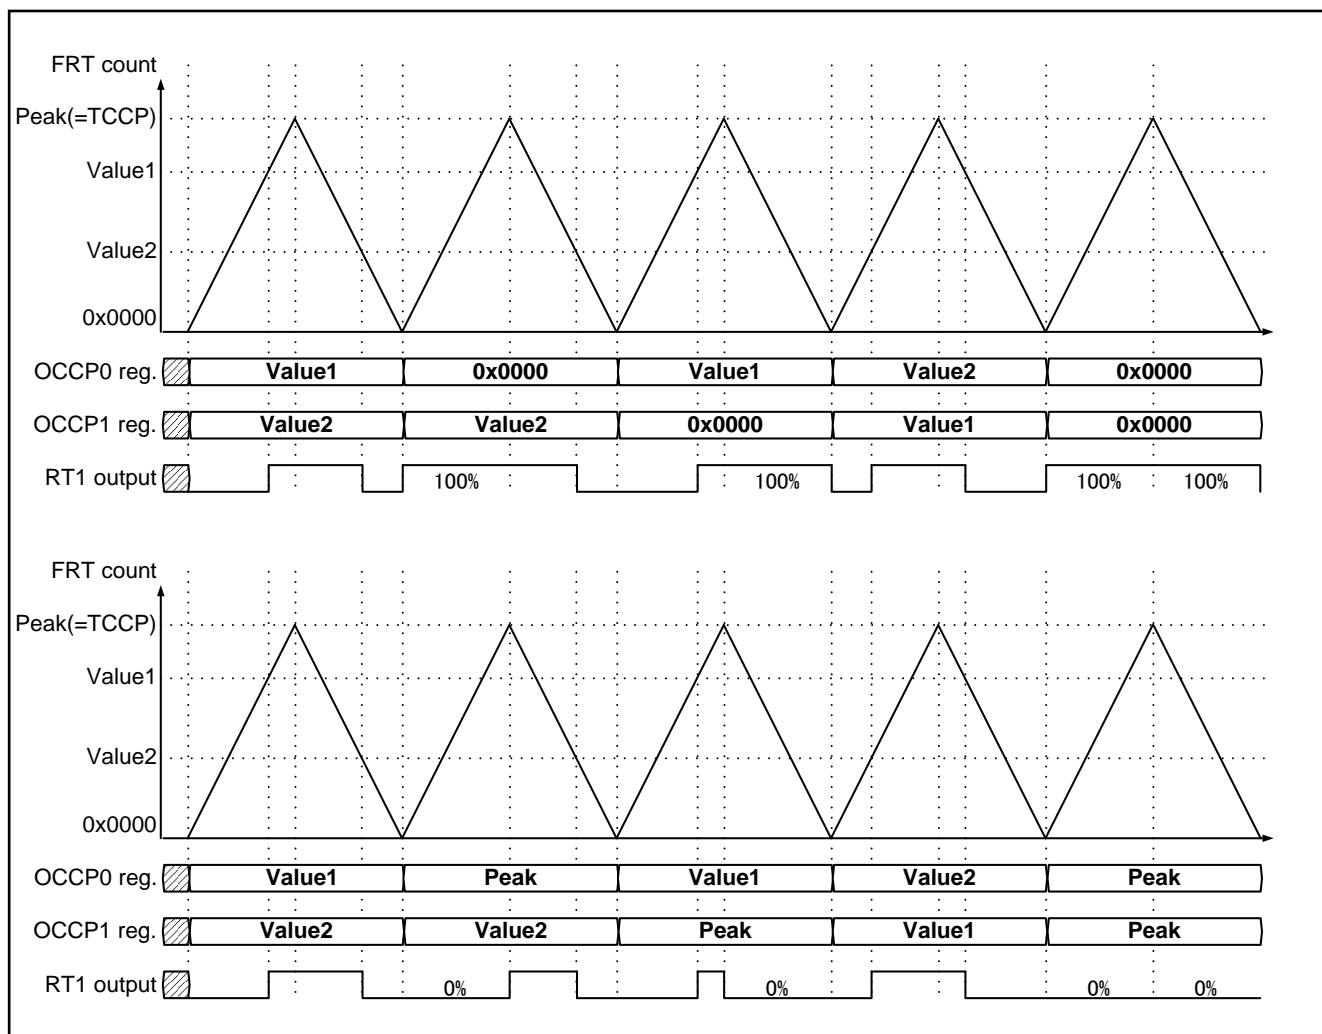 FRT count
Peak(=TCCP)
Value1
Value2
0x0000
OCCP0 reg. Value1 0x0000 Value1 Value2 0x0000
OCCP1 reg. Value2 Value2 0x0000 Value1 0x0000
RT1 output 100% 100% 100% 100%
FRT count
Peak(=TCCP)
Value1
Value2
0x0000
OCCP0 reg. Value1 Peak Value1 Value2 Peak
OCCP1 reg. Value2 Value2 Peak Value1 Peak
RT1 output 0% 0% 0% 0%